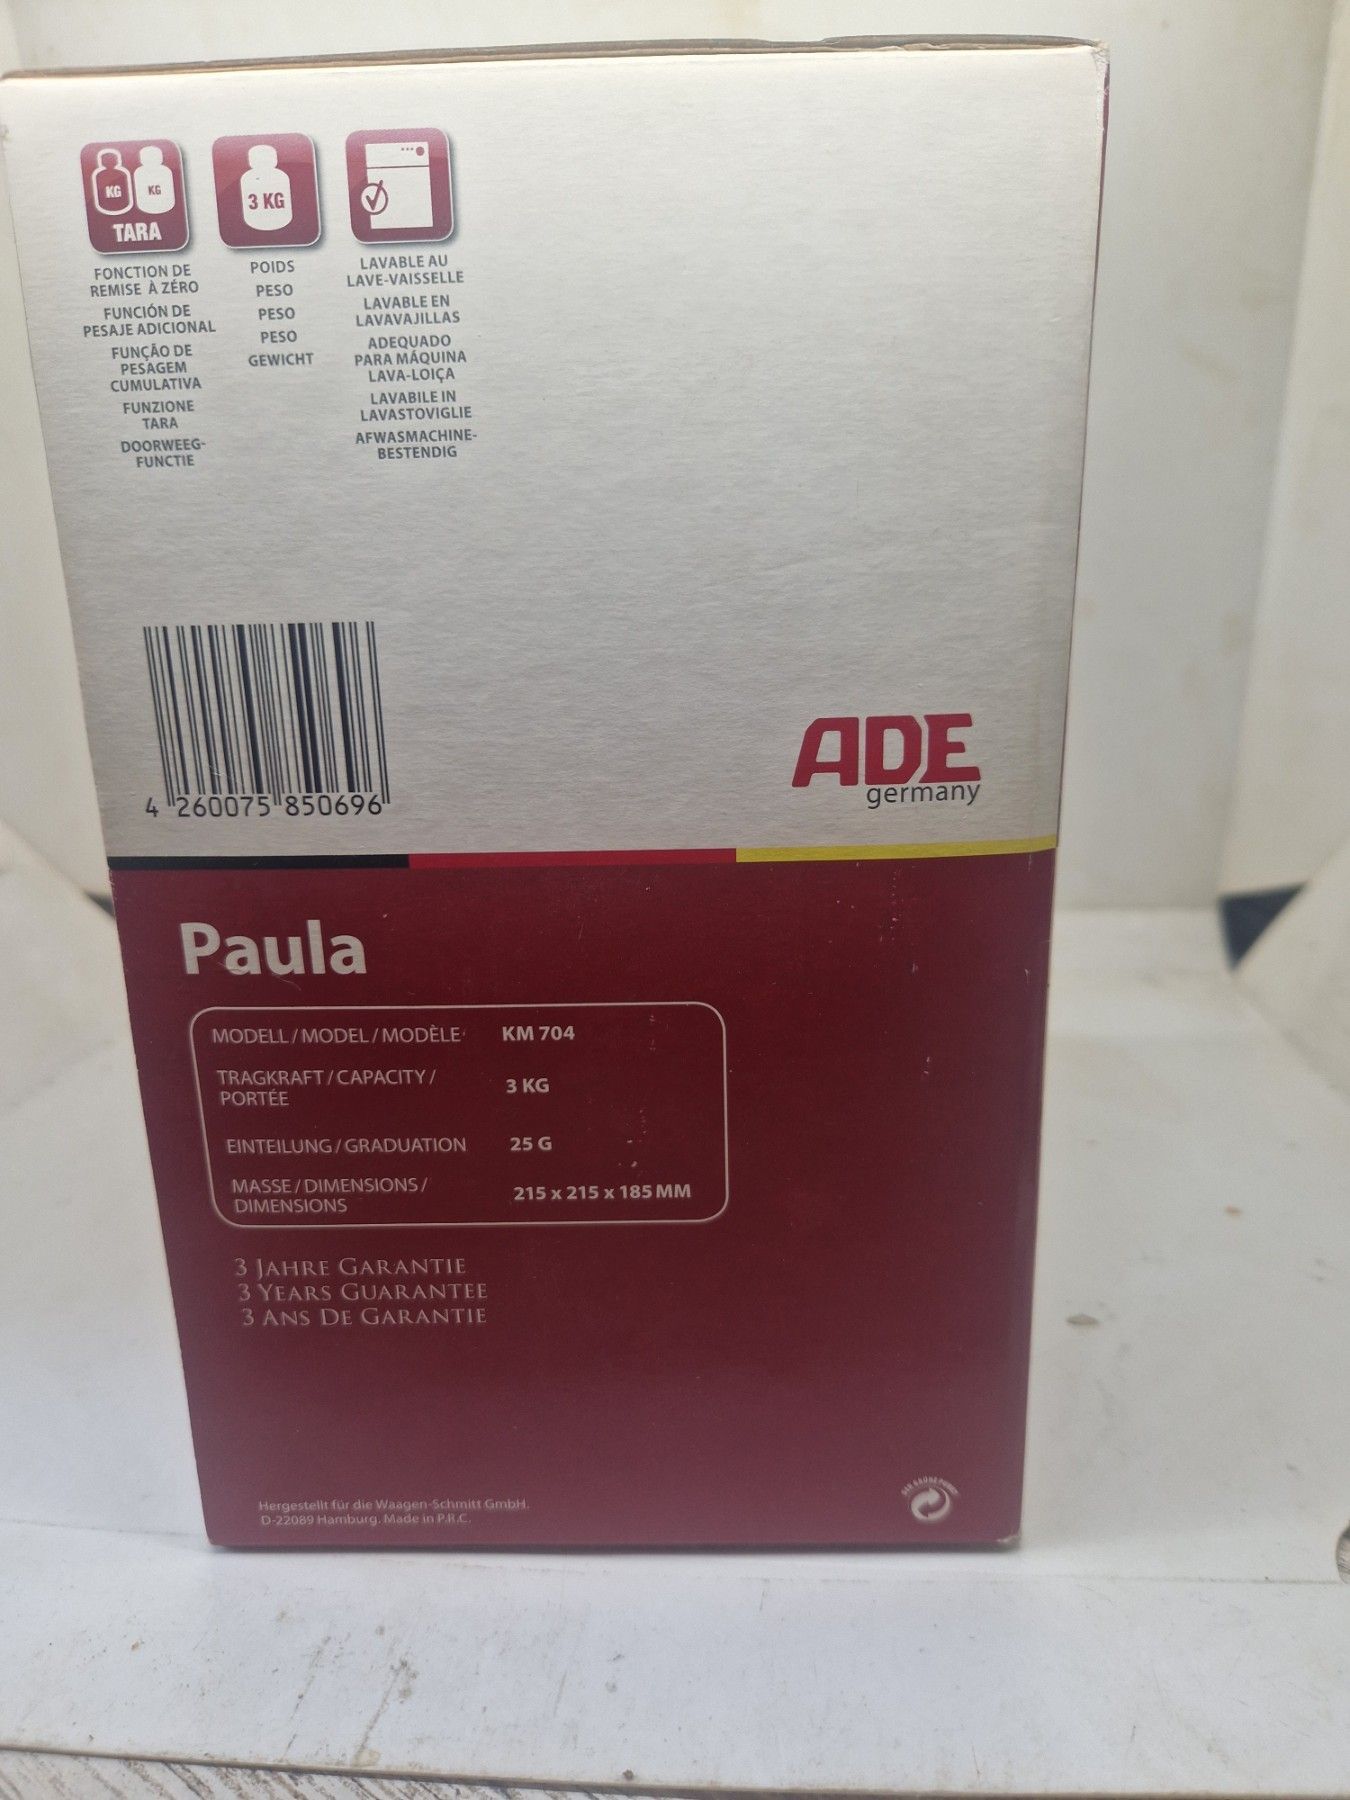 KG KG
TARA
3 KG
FONCTION DE
REMISE À ZÉRO
FUNCIÓN DE
PESAJE ADICIONAL
FUNÇÃO DE
PESAGEM
CUMULATIVA
FUNZIONE
TARA
DOORWEEG-
FUNCTIE
POIDS
PESO
PESO
PESO
GEWICHT
LAVABLE AU
LAVE-VAISSELLE
LAVABLE EN
LAVAVAJILLAS
ADEQUADO
PARA MÁQUINA
LAVA-LOIÇA
LAVABILE IN
LAVASTOVIGLIE
AFWASMACHINE-
BESTENDIG
4 260075 850696
ADE
germany
Paula
MODELL / MODEL / MODÈLE KM 704
TRAGKRAFT / CAPACITY /
PORTÉE
3 KG
EINTEILUNG / GRADUATION 25 G
MASSE / DIMENSIONS /
DIMENSIONS
215 x 215 x 185 MM
3 JAHRE GARANTIE
3 YEARS GUARANTEE
3 ANS DE GARANTIE
Hergestellt für die Waagen-Schmitt GmbH.
D-22089 Hamburg. Made in P.R.C.
DER GRÜNE PUNKT